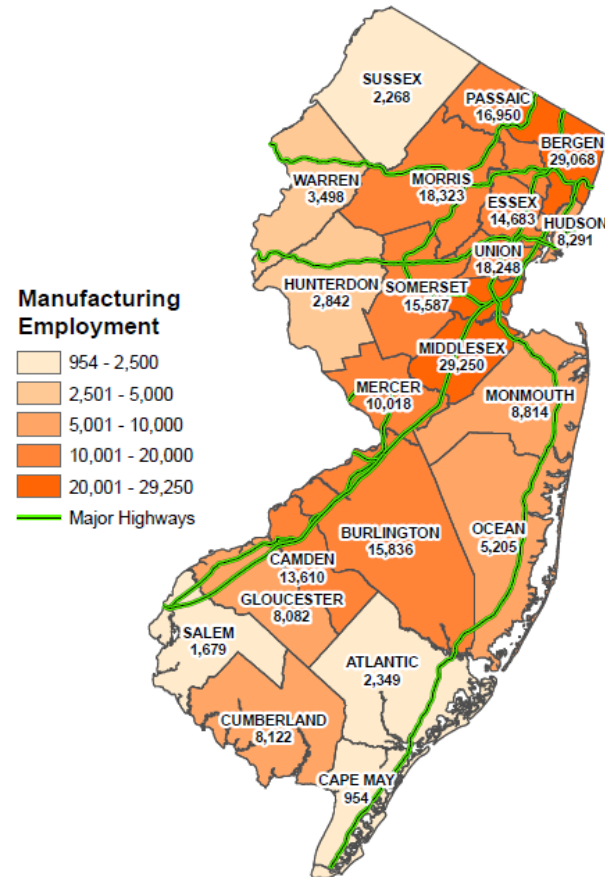 SUSSEX
2,268
PASSAIC
16,950
BERGEN
29,068
WARREN
3,498
MORRIS
18,323
ESSEX
14,683
HUDSON
8,291
UNION
18,248
HUNTERDON
2,842
SOMERSET
15,587
Manufacturing
Employment
954 - 2,500
2,501 - 5,000
5,001 - 10,000
10,001 - 20,000
20,001 - 29,250
Major Highways
MIDDLESEX
29,250
MERCER
10,018
MONMOUTH
8,814
BURLINGTON
15,836
OCEAN
5,205
CAMDEN
13,610
GLOUCESTER
8,082
SALEM
1,679
ATLANTIC
2,349
CUMBERLAND
8,122
CAPE MAY
954